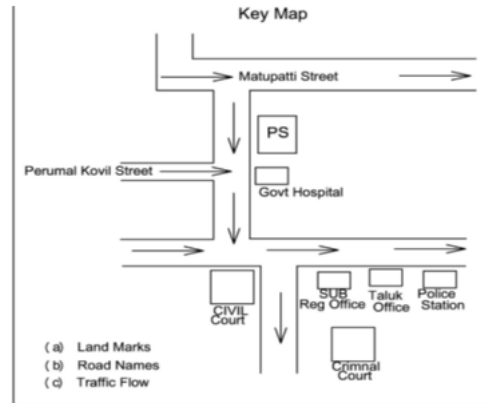 Key Map
Matupatti Street
PS
Perumal Kovil Street
Govt Hospital
CIVIL
Court
SUB
Reg Office
Taluk
Office
Police
Station
Crimnal
Court
(a) Land Marks
(b) Road Names
(c) Traffic Flow